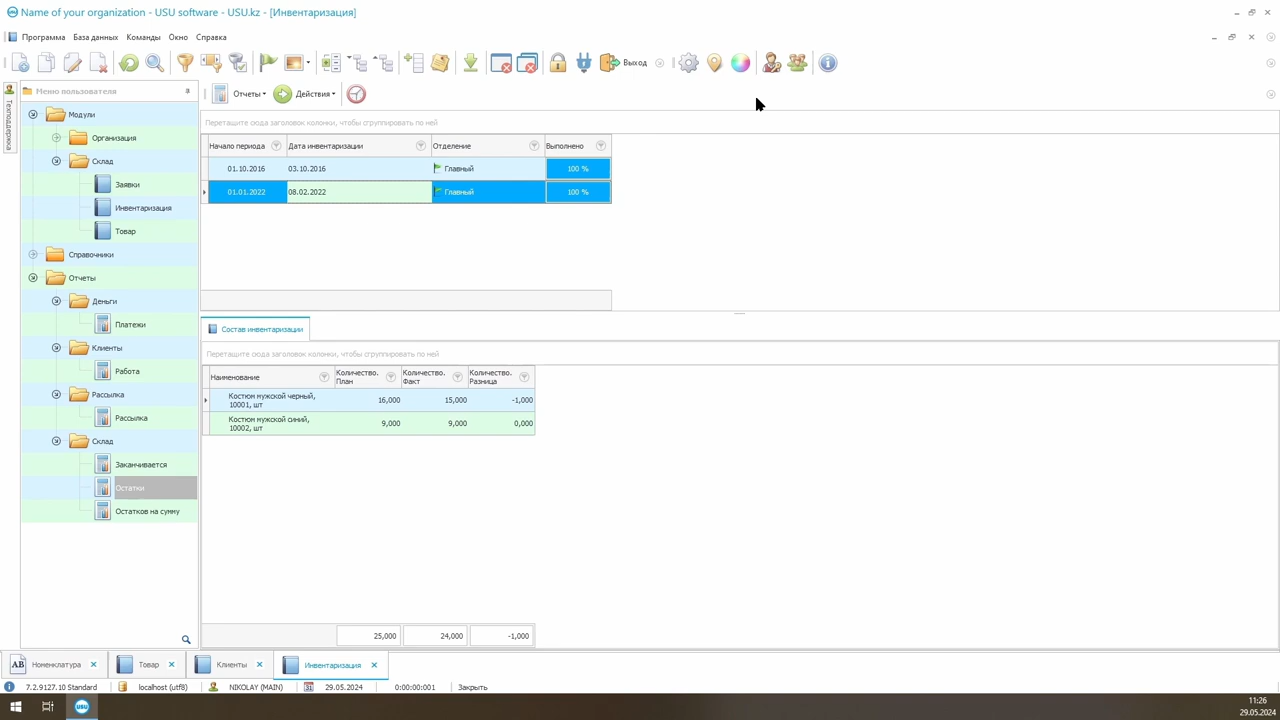 Name of your organization - USU software - USU.kz - [Инвентаризация]
Программа База данных Команды Окно Справка
Выход
Меню пользователя
Отчеты Действия
Техподдержка
Модули
Организация
Склад
Заявки
Инвентаризация
Товар
Справочники
Отчеты
Деньги
Платежи
Клиенты
Работа
Рассылка
Рассылка
Склад
Заканчивается
Остатки
Остатков на сумму
Перетащите сюда заголовок колонки, чтобы сгруппировать по ней
Начало периода Дата инвентаризации Отделение Выполнено
01.10.2016 03.10.2016 Главный 100 %
01.01.2022 08.02.2022 Главный 100 %
Состав инвентаризации
Перетащите сюда заголовок колонки, чтобы сгруппировать по ней
Наименование Количество. План Количество. Факт Количество. Разница
Костюм мужской черный, 10001, шт 16,000 15,000 -1,000
Костюм мужской синий, 10002, шт 9,000 9,000 0,000
25,000 24,000 -1,000
AB Номенклатура Товар Клиенты Инвентаризация
7.2.9127.10 Standard localhost (utf8) NIKOLAY (MAIN) 31 29.05.2024 0:00:00:001 Закрыть
USU
11:26
29.05.2024